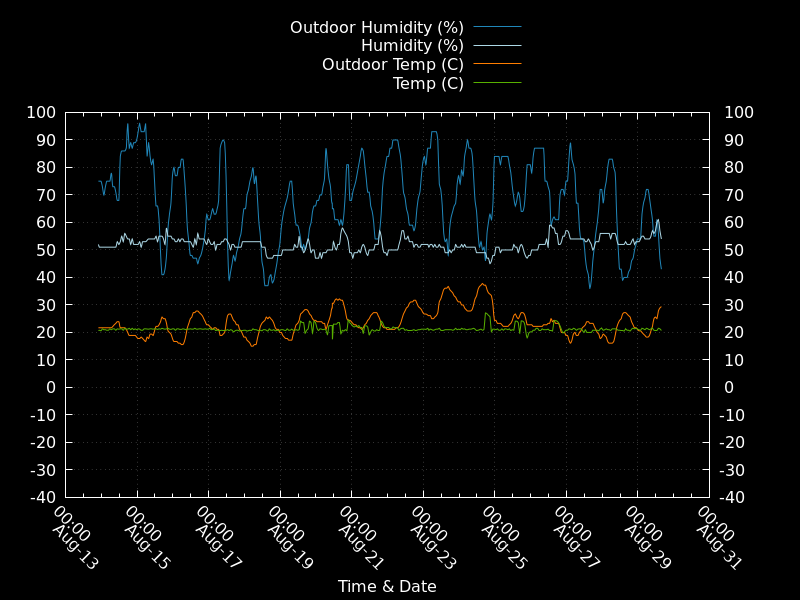 Outdoor Humidity (%)
Humidity (%)
Outdoor Temp (C)
Temp (C)
100 100
90 90
80 80
70 70
60 60
50 50
40 40
30 30
20 20
10 10
0 0
-10 -10
-20 -20
-30 -30
-40 -40
00:00
Aug-13
00:00
Aug-15
00:00
Aug-17
00:00
Aug-19
00:00
Aug-21
00:00
Aug-23
00:00
Aug-25
00:00
Aug-27
00:00
Aug-29
00:00
Aug-31
Time & Date